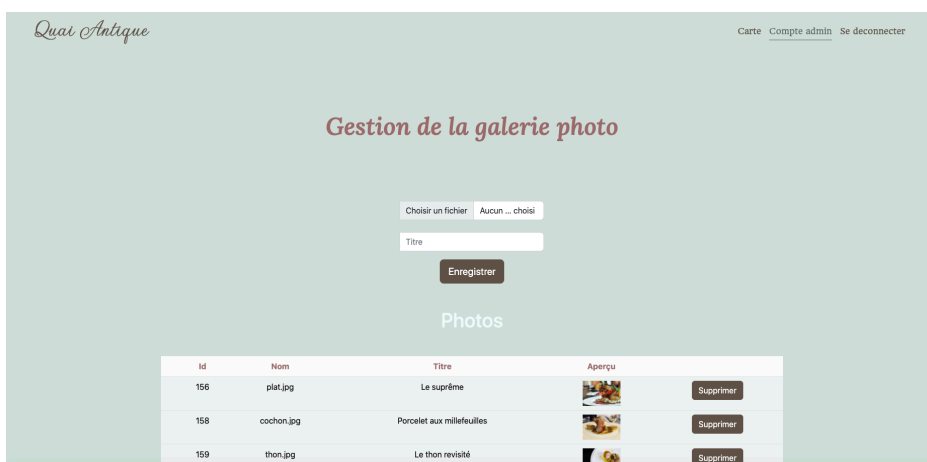 Quai Antique
Carte Compte admin Se deconnecter
Gestion de la galerie photo
Choisir un fichier Aucun ... choisi
Titre
Enregistrer
Photos
Id Nom Titre Aperçu
156 plat.jpg Le suprême Supprimer
158 cochon.jpg Porcelet aux millefeuilles Supprimer
159 thon.jpg Le thon revisité Supprimer